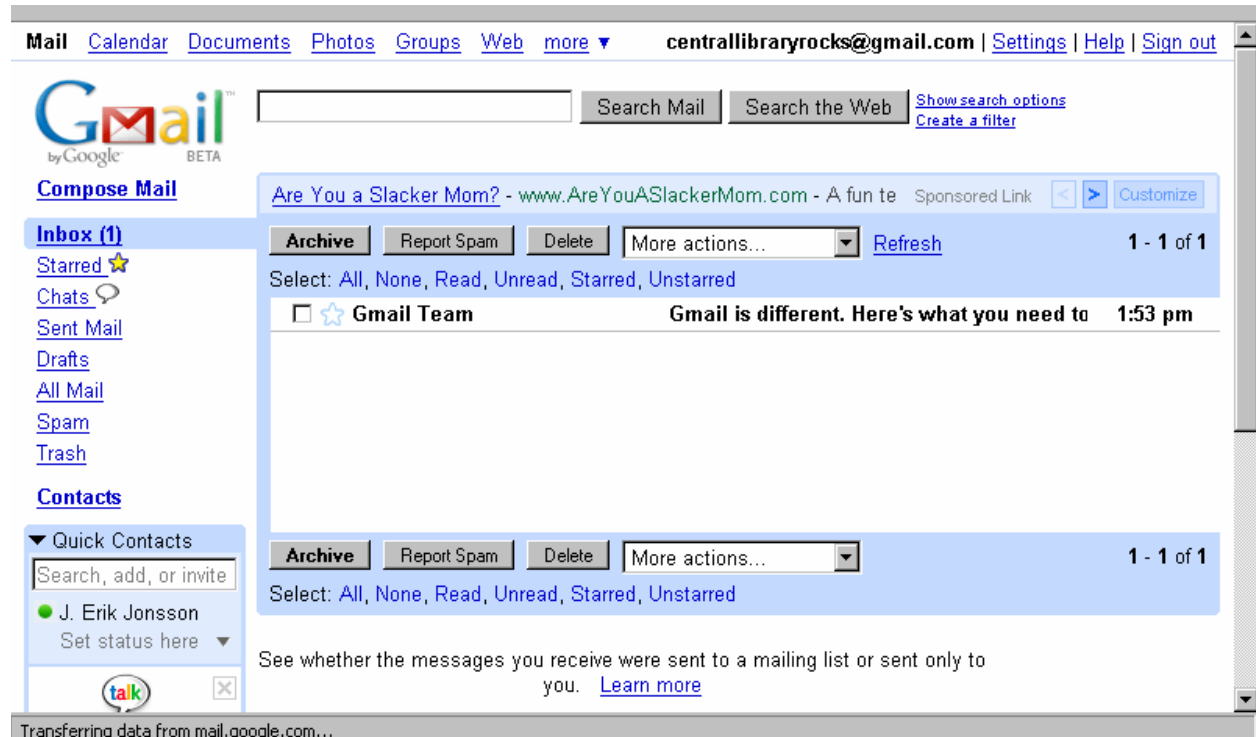 Mail Calendar Documents Photos Groups Web more ▼ centrallibraryrocks@gmail.com | Settings | Help | Sign out
Gmail™
by Google BETA
Search Mail Search the Web Show search options
Create a filter
Compose Mail
Are You a Slacker Mom? - www.AreYouASlackerMom.com - A fun te Sponsored Link < > Customize
Inbox (1)
Starred
Chats
Sent Mail
Drafts
All Mail
Spam
Trash
Contacts
Archive Report Spam Delete More actions... Refresh 1 - 1 of 1
Select: All, None, Read, Unread, Starred, Unstarred
Gmail Team Gmail is different. Here's what you need to 1:53 pm
▼ Quick Contacts
Search, add, or invite
J. Erik Jonsson
Set status here ▼
talk
Archive Report Spam Delete More actions... 1 - 1 of 1
Select: All, None, Read, Unread, Starred, Unstarred
See whether the messages you receive were sent to a mailing list or sent only to
you. Learn more
Transferring data from mail.google.com...